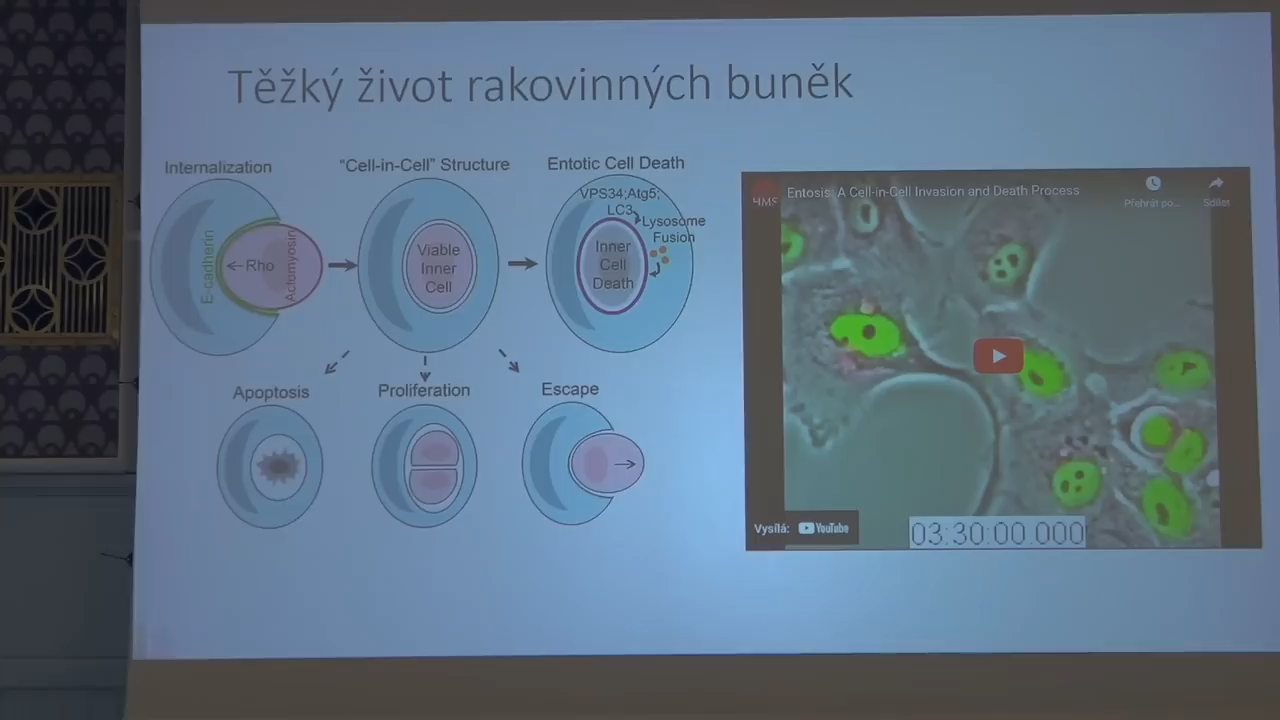 Těžký život rakovinných buněk
Internalization
E-cadherin
Rho
Actomyosin
"Cell-in-Cell" Structure
Viable
Inner
Cell
Entotic Cell Death
VPS34;Atg5;
LC3
Lysosome
Fusion
Inner
Cell
Death
Apoptosis
Proliferation
Escape
HMS
Entosis: A Cell-in-Cell Invasion and Death Process
Přehrát po...
Sdílet
Vysílá: YouTube
03:30:00.000